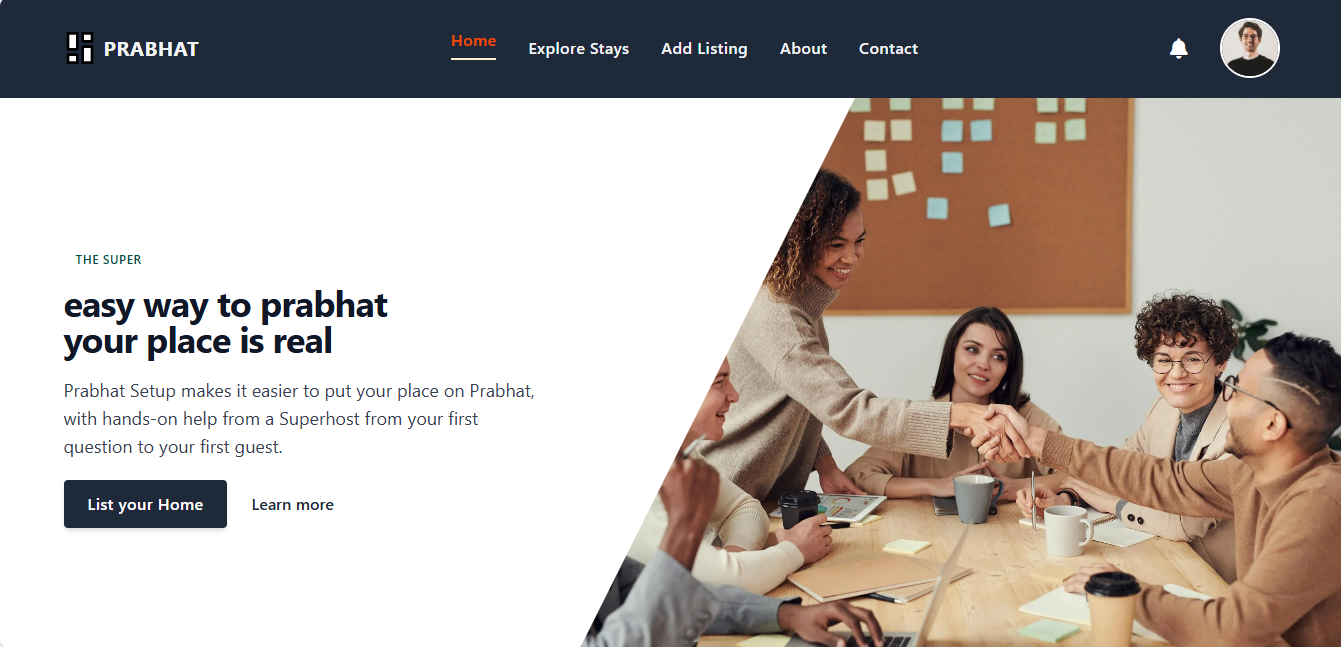 PRABHAT
Home
Explore Stays
Add Listing
About
Contact
THE SUPER
easy way to prabhat
your place is real
Prabhat Setup makes it easier to put your place on Prabhat,
with hands-on help from a Superhost from your first
question to your first guest.
List your Home
Learn more